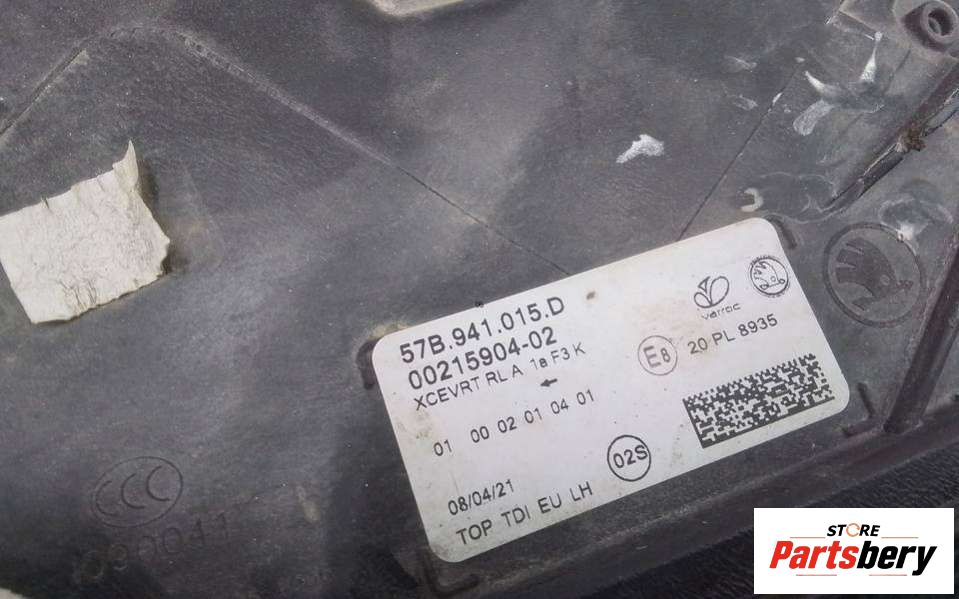 57B.941.015.D
00215904-02
XCEVRT RL A 1a F3 K
01 00 02 01 04 01
08/04/21
TOP TDI EU LH
02S
varroc
E8
20 PL 8935
CCC
STORE
Partsbery